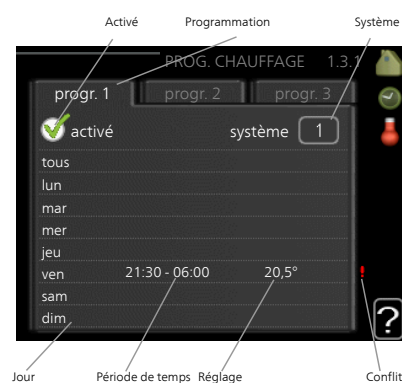 Activé Programmation Système
PROG. CHAUFFAGE 1.3.1
progr. 1 progr. 2 progr. 3
activé système 1
tous
lun
mar
mer
jeu
ven 21:30 - 06:00 20,5° !
sam
dim
?
Jour Période de temps Réglage Conflit